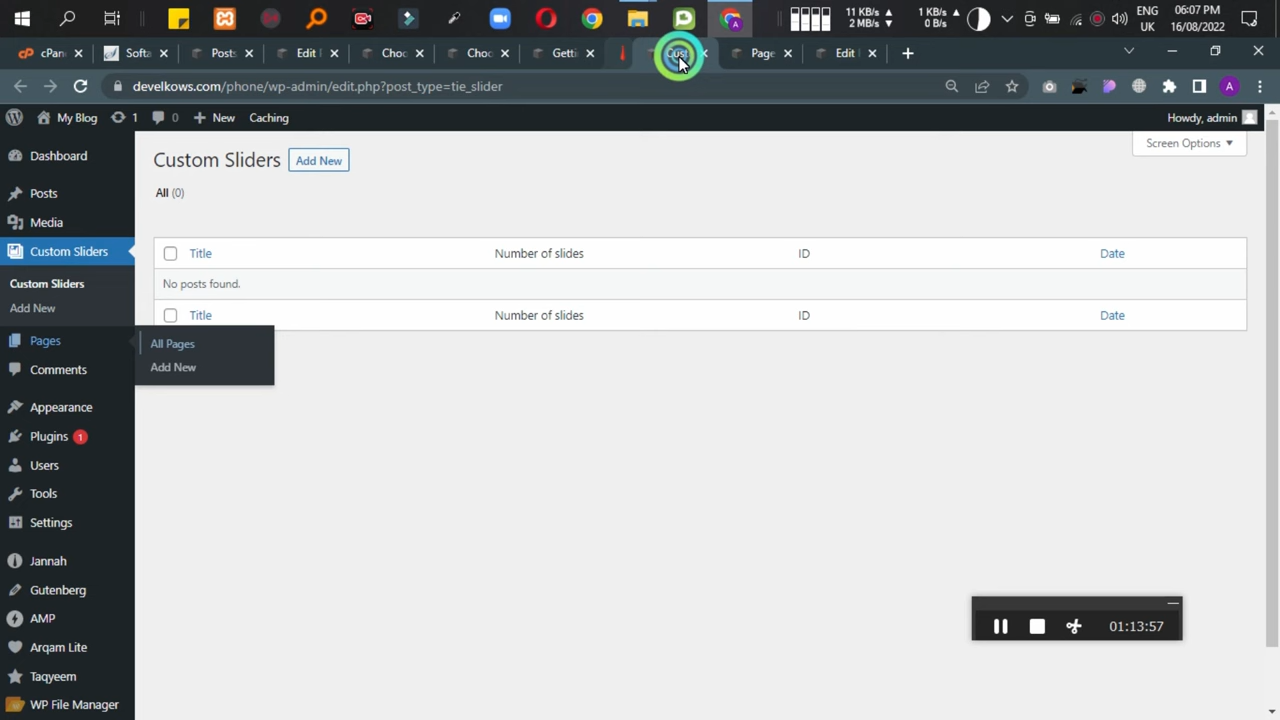 11 KB/s
2 MB/s
1 KB/s
0 B/s
ENG
UK
06:07 PM
16/08/2022
cPan
Softa
Posts
Edit
Choo
Choo
Getti
Cust
Page
Edit
develkows.com/phone/wp-admin/edit.php?post_type=tie_slider
A
My Blog
1
0
New
Caching
Howdy, admin
Dashboard
Posts
Media
Custom Sliders
Custom Sliders
Add New
Pages
Comments
Appearance
Plugins 1
Users
Tools
Settings
Jannah
Gutenberg
AMP
Arqam Lite
Taqyeem
WP File Manager
All Pages
Add New
Custom Sliders
Add New
Screen Options
All (0)
Title Number of slides ID Date
No posts found.
Title Number of slides ID Date
01:13:57